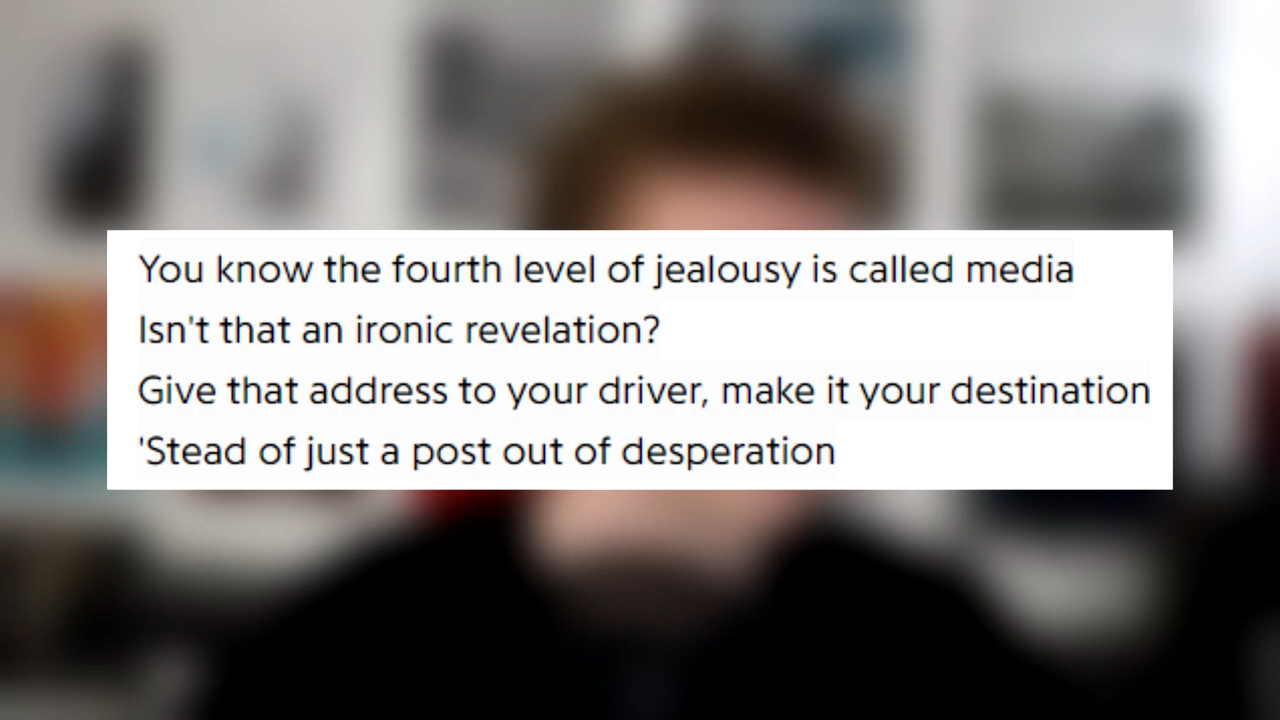 You know the fourth level of jealousy is called media
Isn't that an ironic revelation?
Give that address to your driver, make it your destination
'Stead of just a post out of desperation